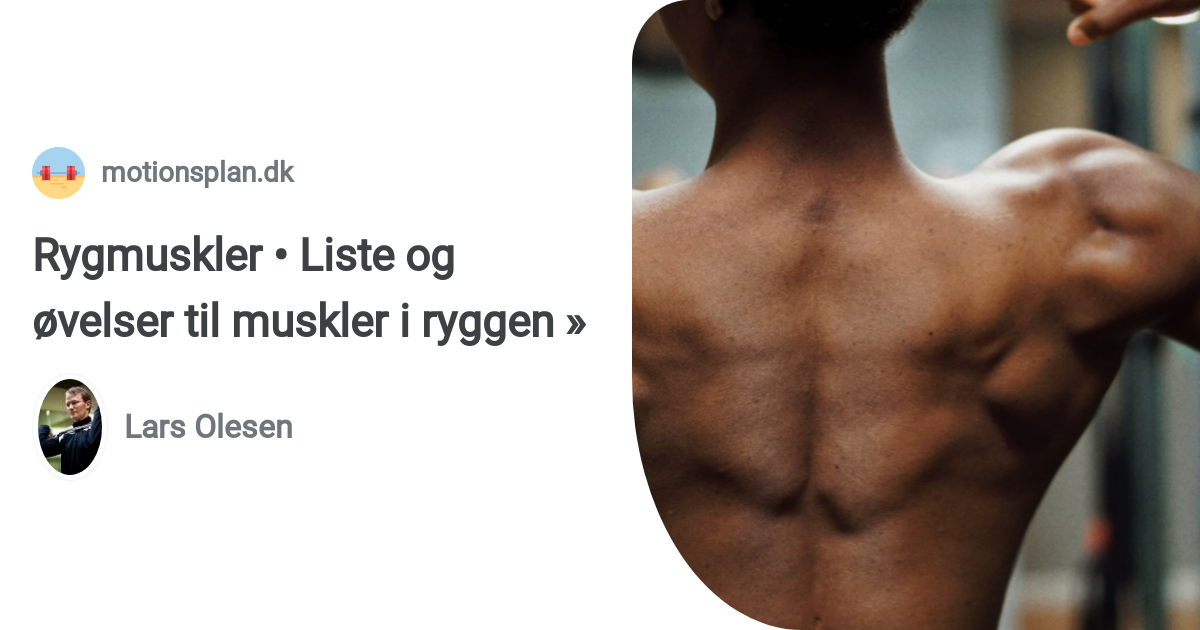 motionsplan.dk
Rygmuskler • Liste og
øvelser til muskler i ryggen »
Lars Olesen